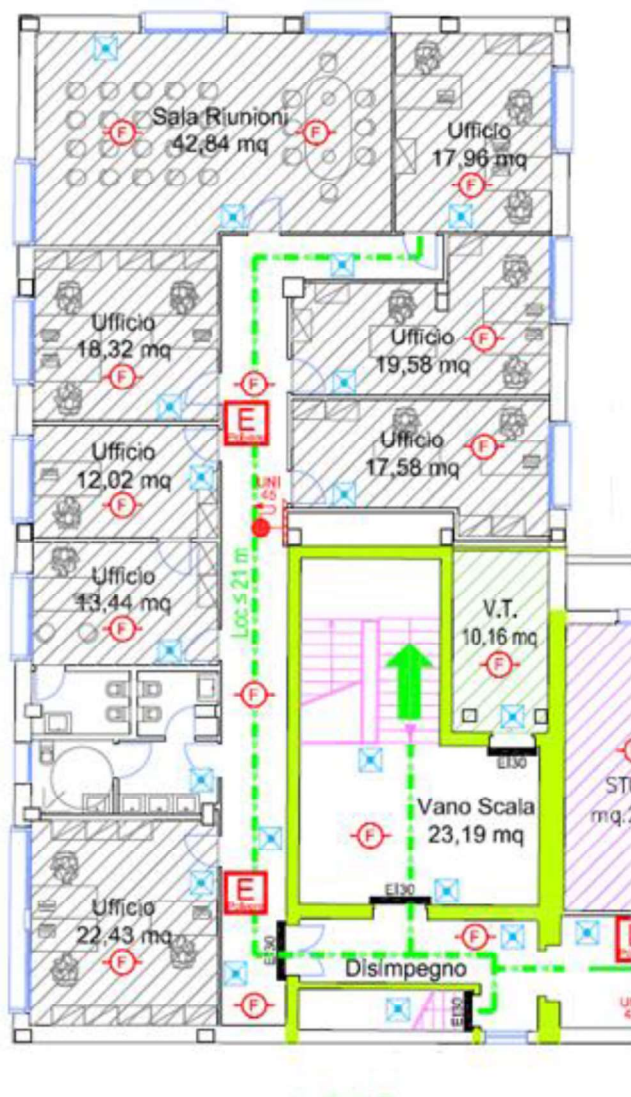 Sala Riunioni
42,84 mq
F
F
Ufficio
17,96 mq
F
Ufficio
18,32 mq
F
Ufficio
19,58 mq
F
F
E
Polvere
Ufficio
12,02 mq
F
Ufficio
17,58 mq
F
UNI
45
Loc ≤ 21 m
Ufficio
13,44 mq
F
V.T.
10,16 mq
F
F
EI30
Vano Scala
23,19 mq
F
E
EI30
Ufficio
22,43 mq
F
EI30
Disimpegno
F
EI30
F
mq.